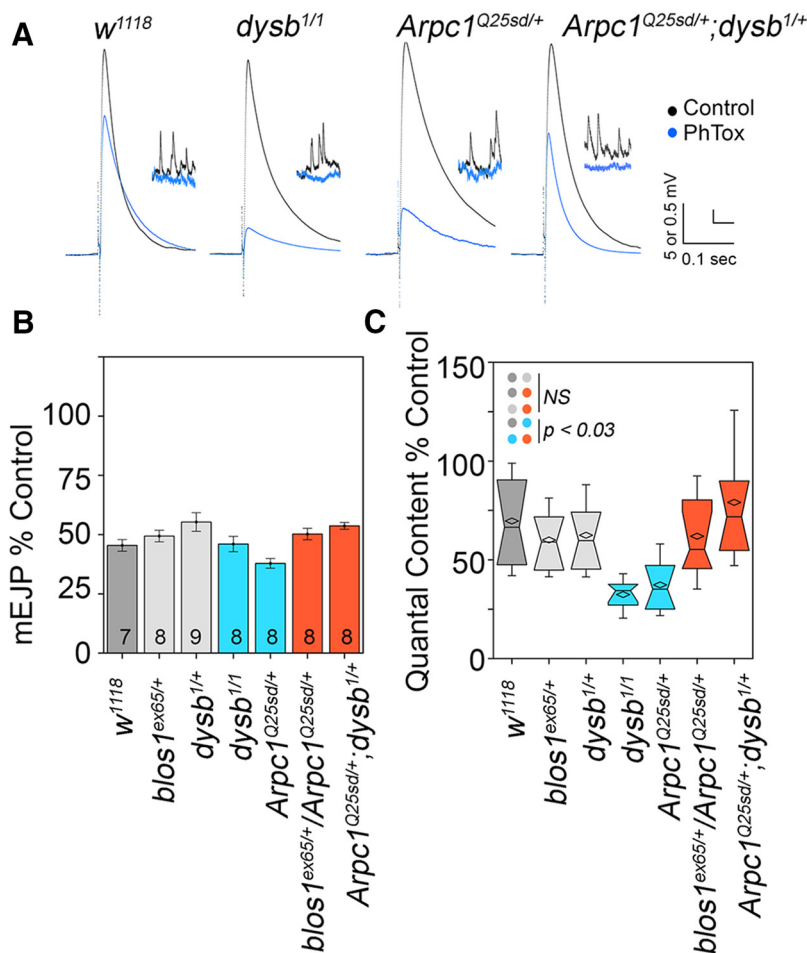 A
w1118
dysb1/1
Arpc1Q25sd/+
Arpc1Q25sd/+;dysb1/+
Control
PhTox
5 or 0.5 mV
0.1 sec
B
mEJP % Control
100
75
50
25
0
7
8
9
8
8
8
8
w1118
blos1ex65/+
dysb1/+
dysb1/1
Arpc1Q25sd/+
blos1ex65/+/Arpc1Q25sd/+
Arpc1Q25sd/+;dysb1/+
C
Quantal Content % Control
150
100
50
0
NS
p < 0.03
w1118
blos1ex65/+
dysb1/+
dysb1/1
Arpc1Q25sd/+
blos1ex65/+/Arpc1Q25sd/+
Arpc1Q25sd/+;dysb1/+